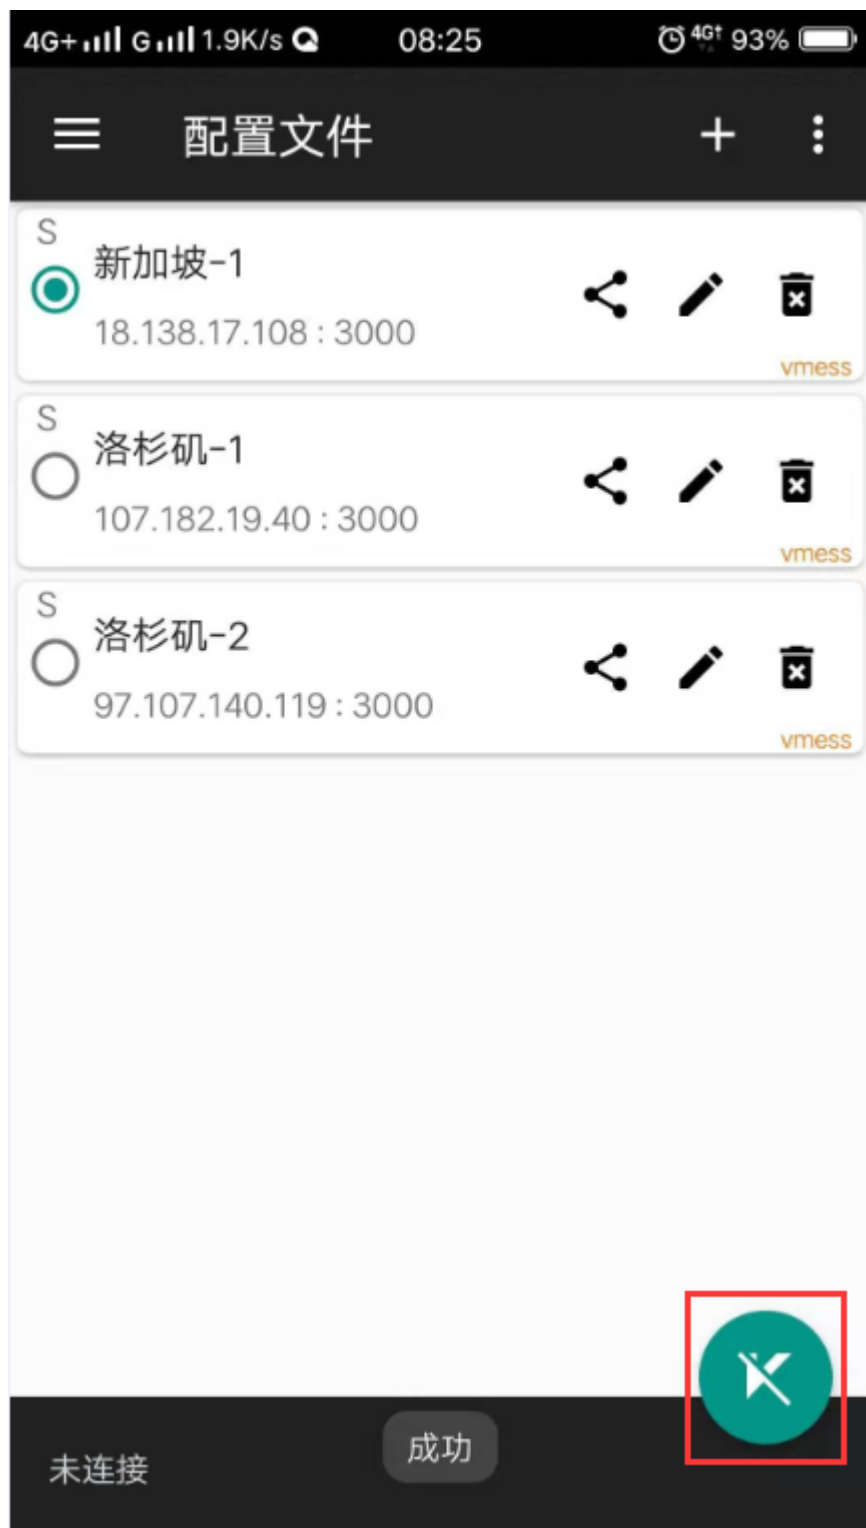 4G+ G 1.9K/s 08:25 4G+ 93%
配置文件
S
新加坡-1
18.138.17.108 : 3000
vmess
S
洛杉矶-1
107.182.19.40 : 3000
vmess
S
洛杉矶-2
97.107.140.119 : 3000
vmess
成功
未连接